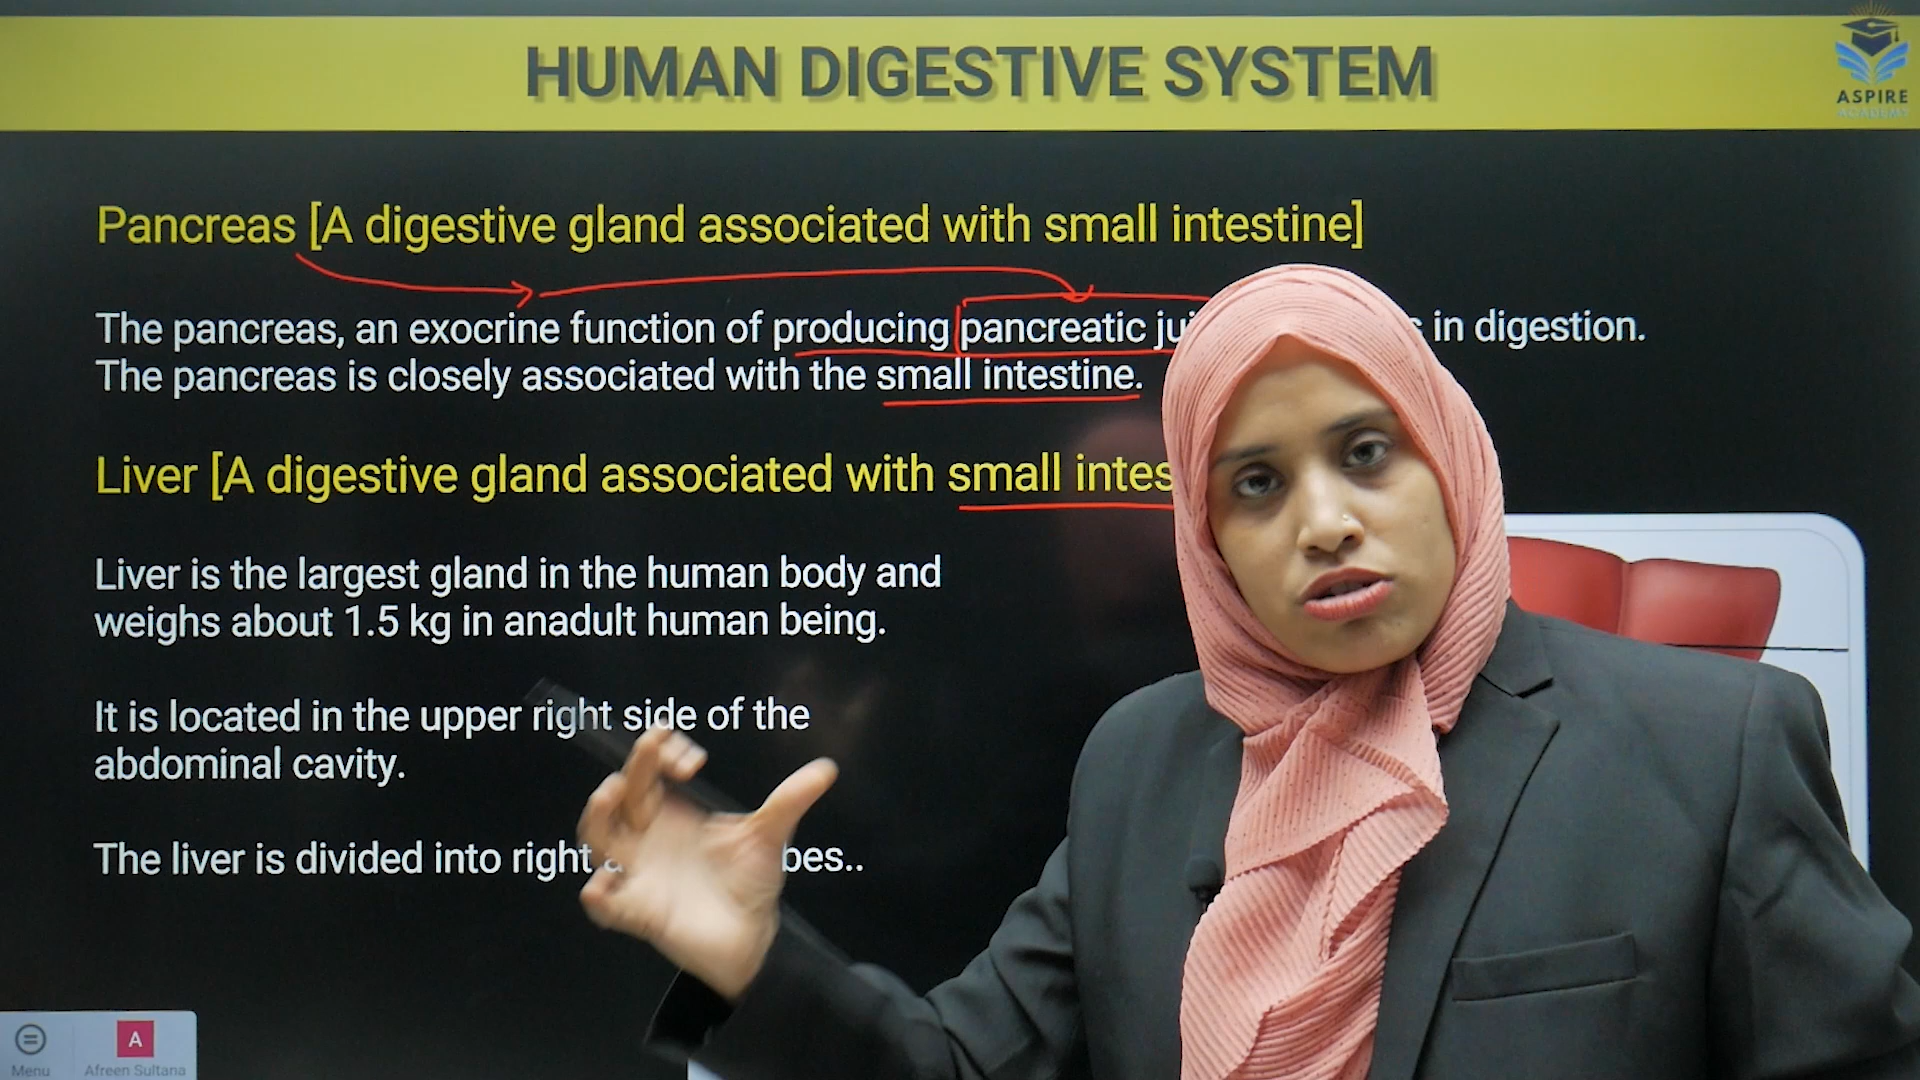 HUMAN DIGESTIVE SYSTEM
ASPIRE
ACADEMY
Pancreas [A digestive gland associated with small intestine]
The pancreas, an exocrine function of producing pancreatic in digestion.
The pancreas is closely associated with the small intestine.
Liver [A digestive gland associated with small
Liver is the largest gland in the human body and
weighs about 1.5 kg in anadult human being.
It is located in the upper right side of the
abdominal cavity.
The liver is divided into right
Menu
A
Afreen Sultana